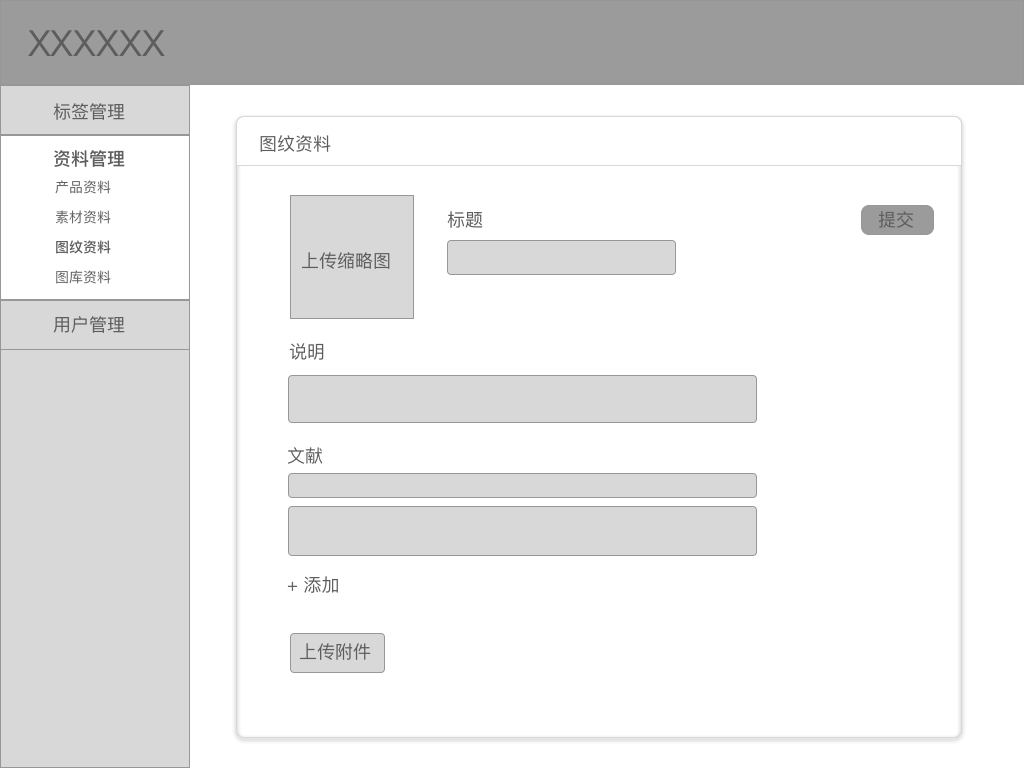 XXXXXX
标签管理
资料管理
产品资料
素材资料
图纹资料
图库资料
用户管理
图纹资料
上传缩略图
标题
提交
说明
文献
+ 添加
上传附件